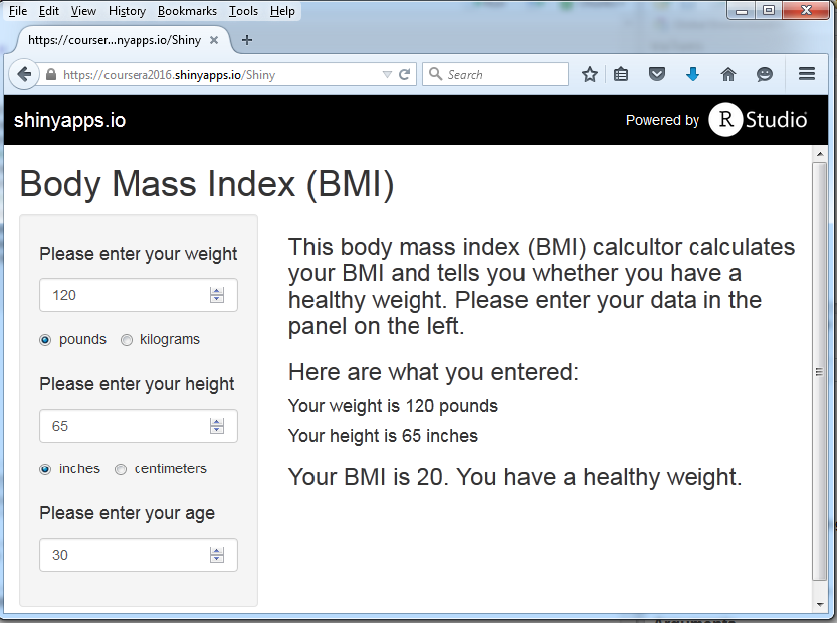 File Edit View History Bookmarks Tools Help
https://courser...nyapps.io/Shiny
https://coursera2016.shinyapps.io/Shiny
Search
shinyapps.io
Powered by R Studio
Body Mass Index (BMI)
Please enter your weight
120
pounds kilograms
Please enter your height
65
inches centimeters
Please enter your age
30
This body mass index (BMI) calcultor calculates
your BMI and tells you whether you have a
healthy weight. Please enter your data in the
panel on the left.
Here are what you entered:
Your weight is 120 pounds
Your height is 65 inches
Your BMI is 20. You have a healthy weight.